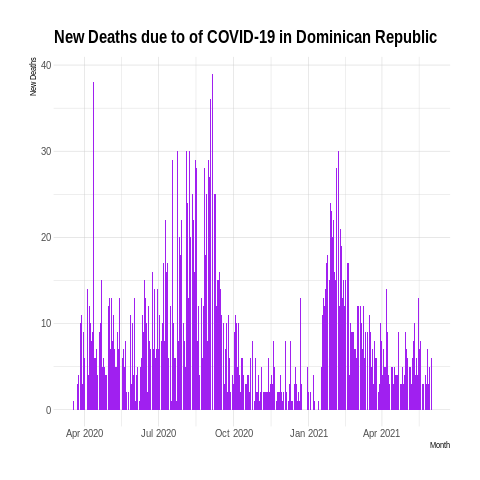 New Deaths due to of COVID-19 in Dominican Republic
New Deaths
40
30
20
10
0
Apr 2020 Jul 2020 Oct 2020 Jan 2021 Apr 2021
Month